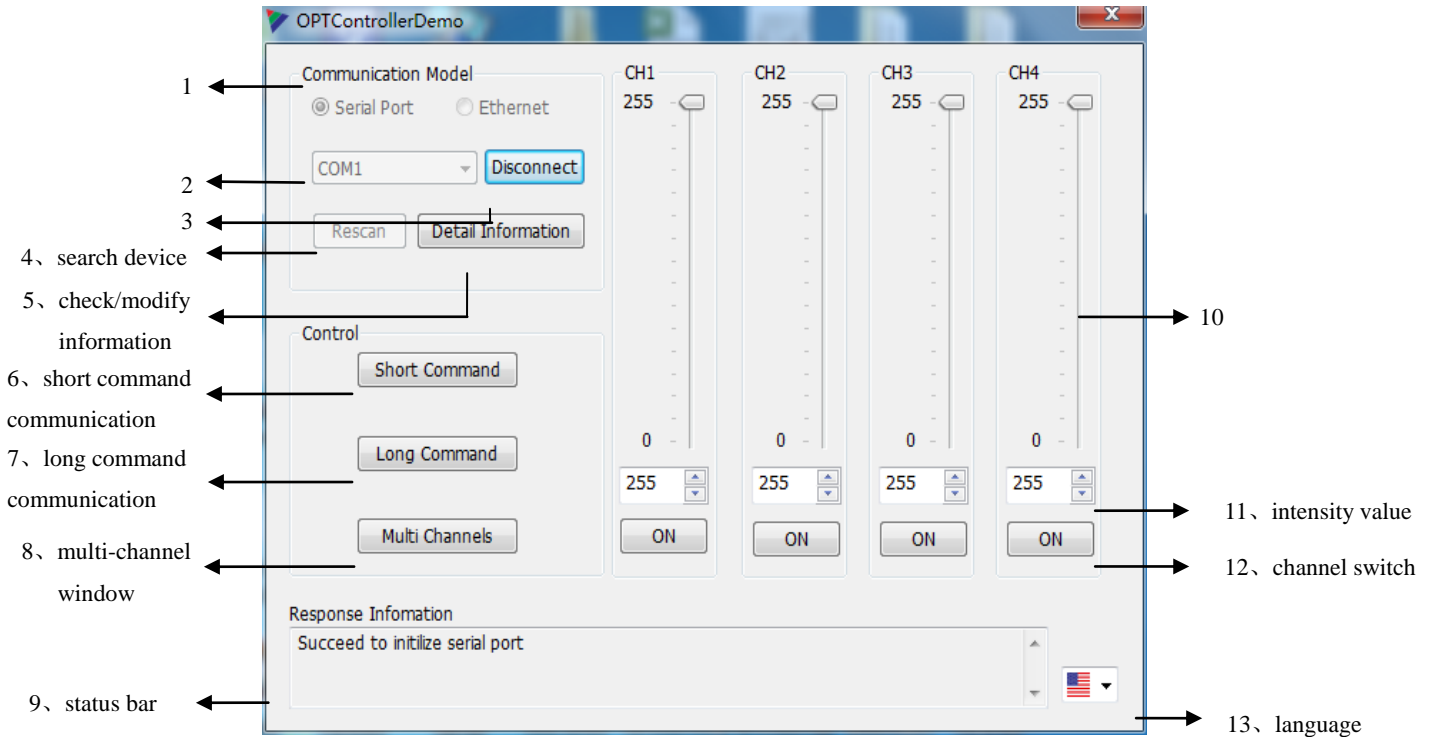 OPTControllerDemo
Communication Model
Serial Port
Ethernet
COM1
Disconnect
Rescan
Detail Information
Control
Short Command
Long Command
Multi Channels
CH1
255
0
255
ON
CH2
255
0
255
ON
CH3
255
0
255
ON
CH4
255
0
255
ON
Response Infomation
Succeed to initilize serial port
1
2
3
4、search device
5、check/modify
information
6、short command
communication
7、long command
communication
8、multi-channel
window
9、status bar
10
11、intensity value
12、channel switch
13、language